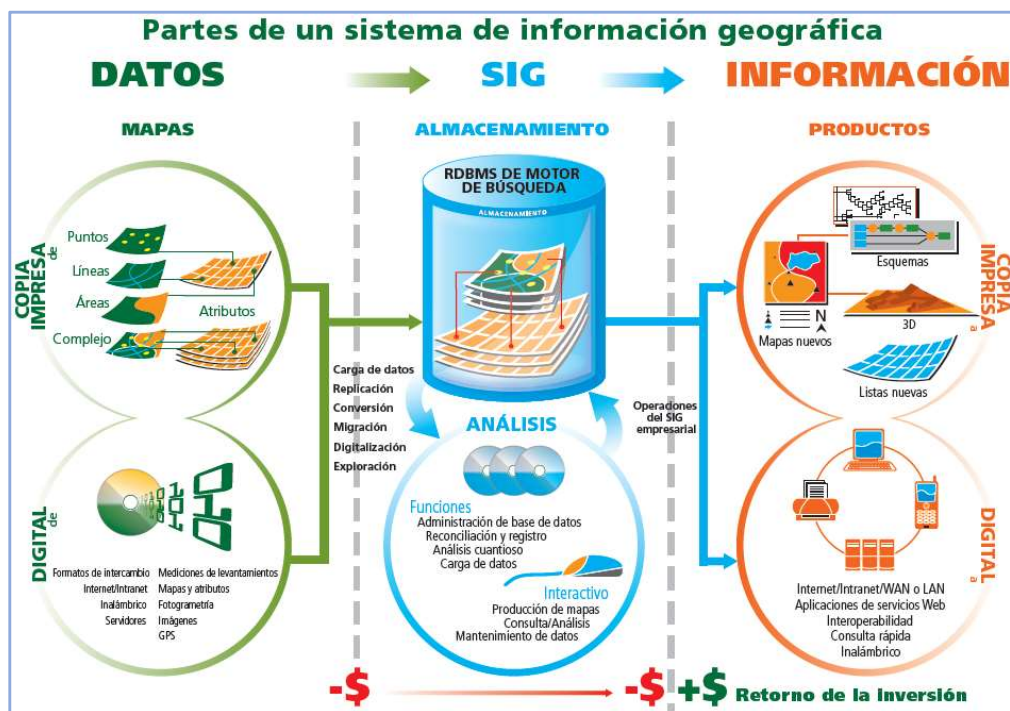 Partes de un sistema de información geográfica
DATOS
SIG
INFORMACIÓN
MAPAS
COPIA
IMPRESA
de
Puntos
Líneas
Áreas
Complejo
Atributos
DIGITAL
de
Formatos de intercambio
Internet/Intranet
Inalámbrico
Servidores
Mediciones de levantamientos
Mapas y atributos
Fotogrametría
Imágenes
GPS
ALMACENAMIENTO
RDBMS DE MOTOR
DE BÚSQUEDA
ALMACENAMIENTO
Carga de datos
Replicación
Conversión
Migración
Digitalización
Exploración
ANÁLISIS
Operaciones
del SIG
empresarial
Funciones
Administración de base de datos
Reconciliación y registro
Análisis cuantioso
Carga de datos
Interactivo
Producción de mapas
Consulta/Análisis
Mantenimiento de datos
PRODUCTOS
COPIA
IMPRESA
a
Esquemas
N
Mapas nuevos
3D
Listas nuevas
DIGITAL
a
Internet/Intranet/WAN o LAN
Aplicaciones de servicios Web
Interoperabilidad
Consulta rápida
Inalámbrico
-$
-$
+$ Retorno de la inversión